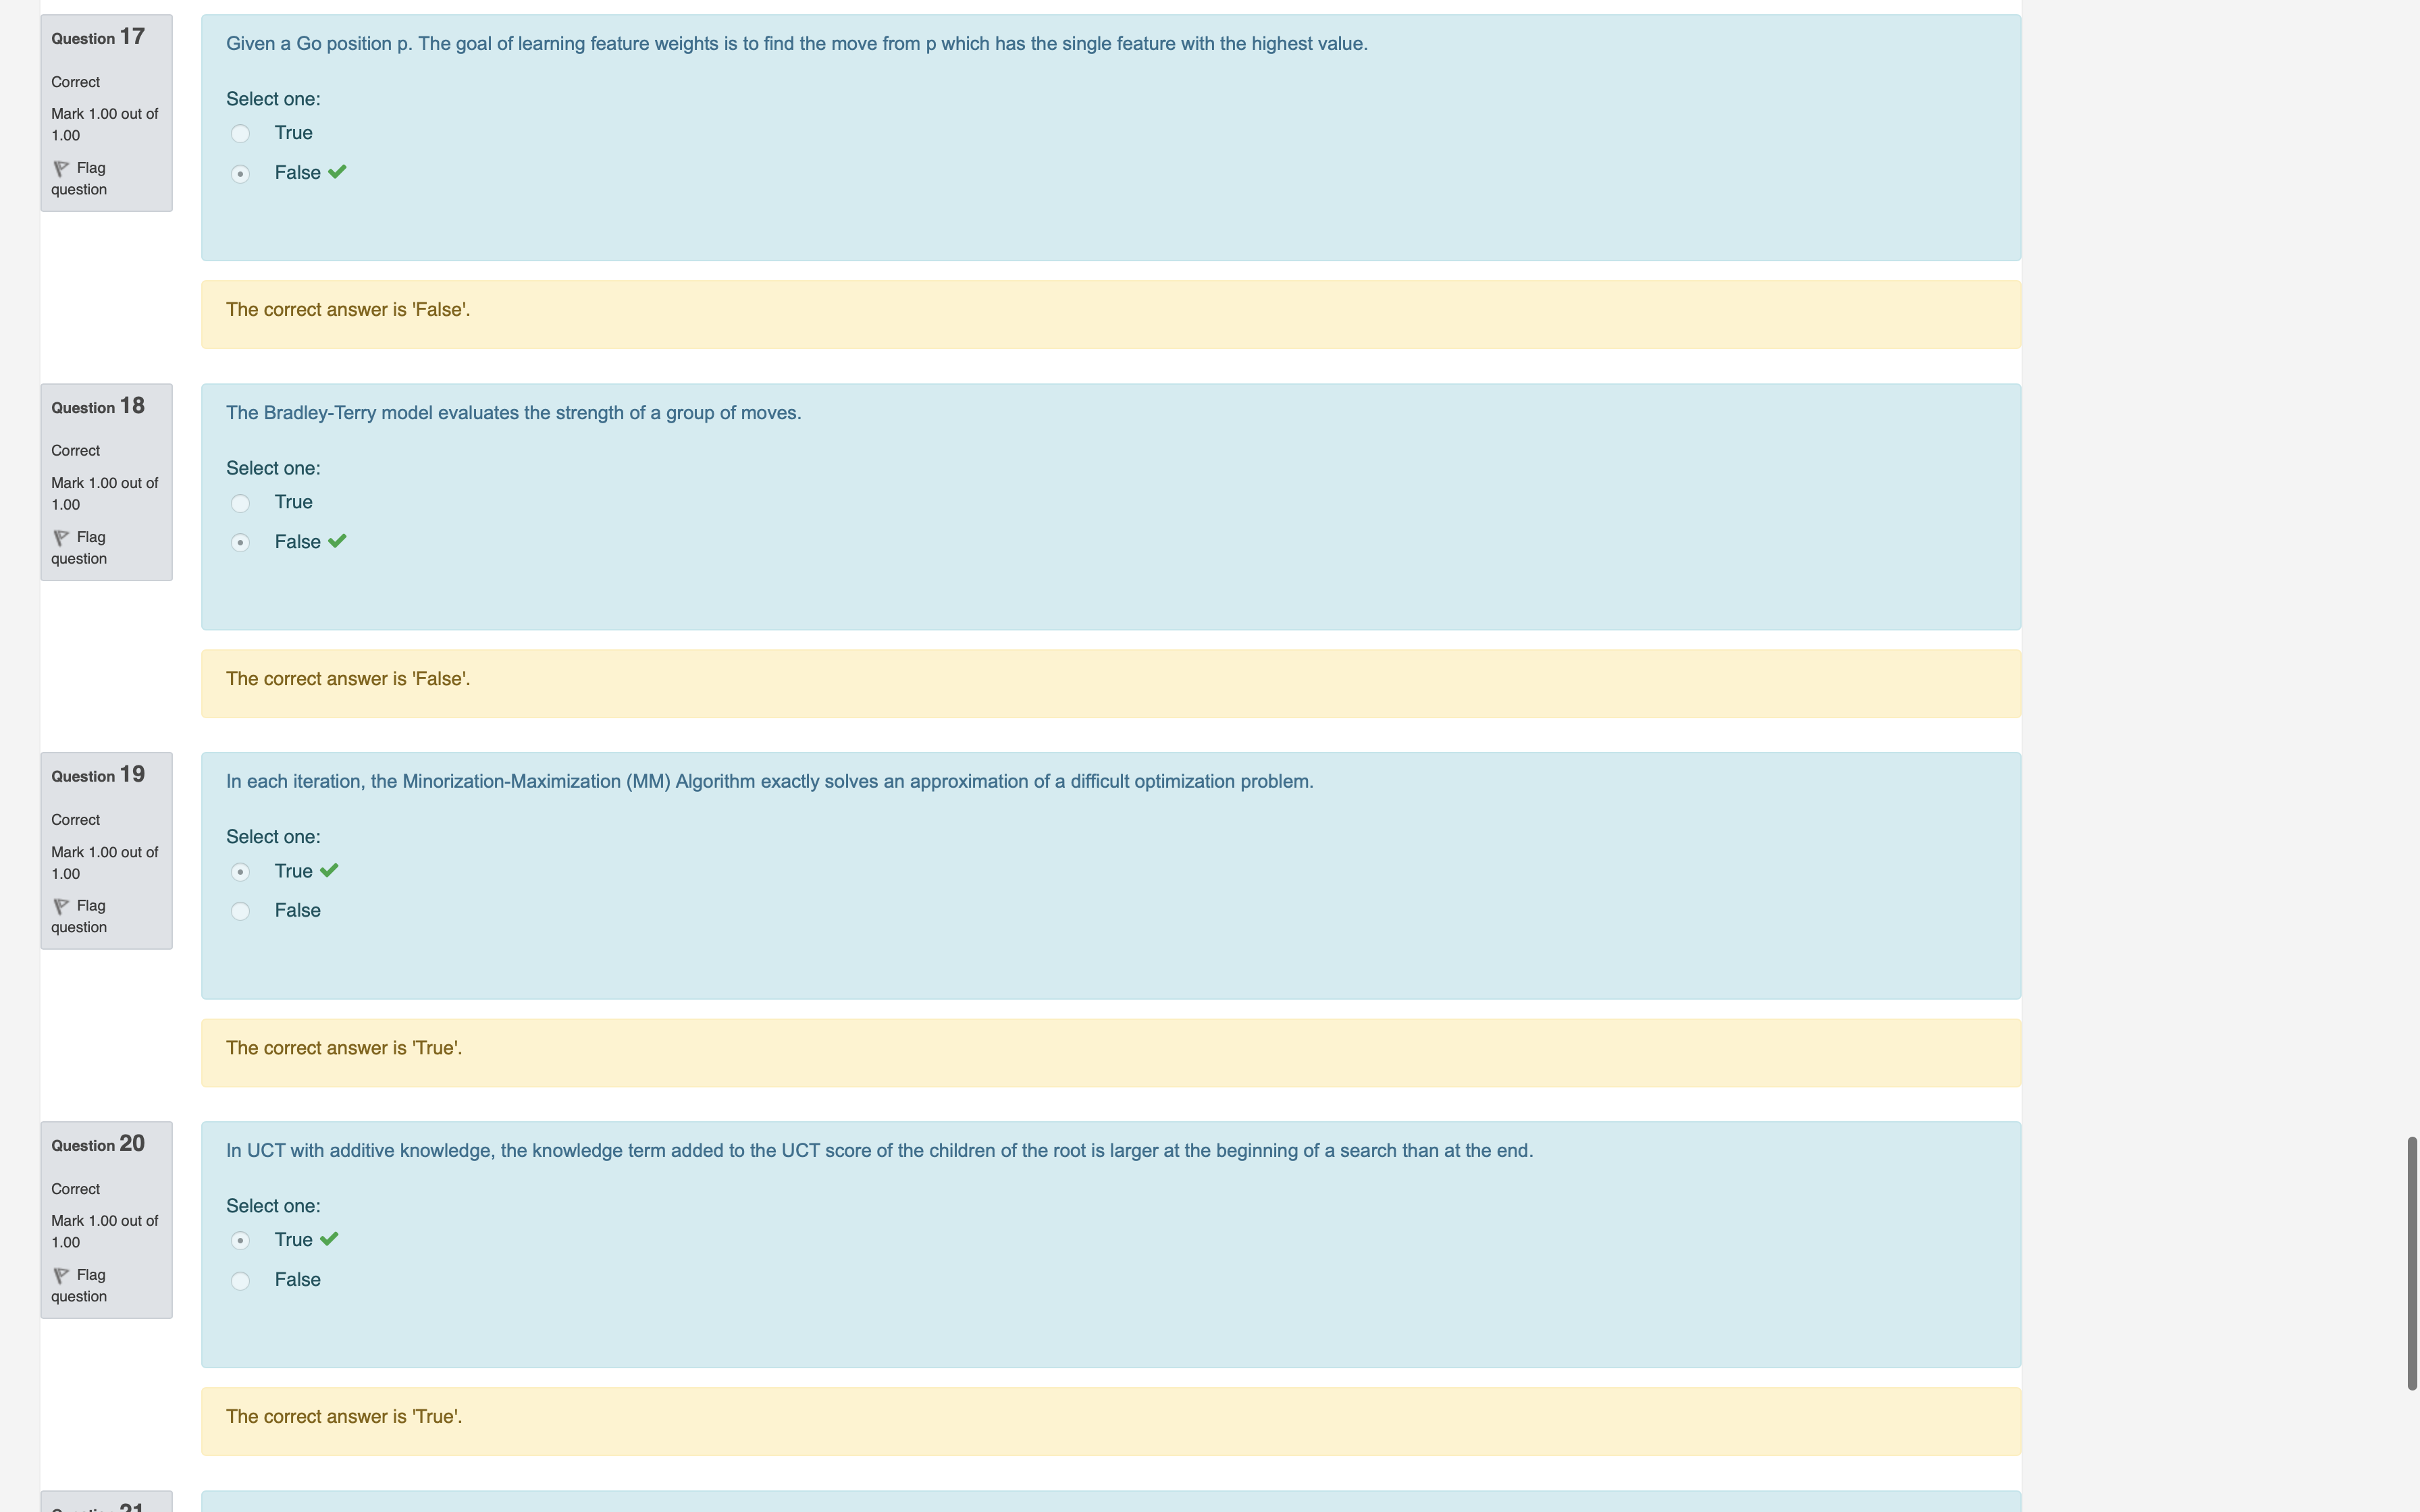 Question 17
Correct
Mark 1.00 out of
1.00
Flag
question
Given a Go position p. The goal of learning feature weights is to find the move from p which has the single feature with the highest value.
Select one:
True
False
The correct answer is 'False'.
Question 18
Correct
Mark 1.00 out of
1.00
Flag
question
The Bradley-Terry model evaluates the strength of a group of moves.
Select one:
True
False
The correct answer is 'False'.
Question 19
Correct
Mark 1.00 out of
1.00
Flag
question
In each iteration, the Minorization-Maximization (MM) Algorithm exactly solves an approximation of a difficult optimization problem.
Select one:
True
False
The correct answer is 'True'.
Question 20
Correct
Mark 1.00 out of
1.00
Flag
question
In UCT with additive knowledge, the knowledge term added to the UCT score of the children of the root is larger at the beginning of a search than at the end.
Select one:
True
False
The correct answer is 'True'.
Question 21